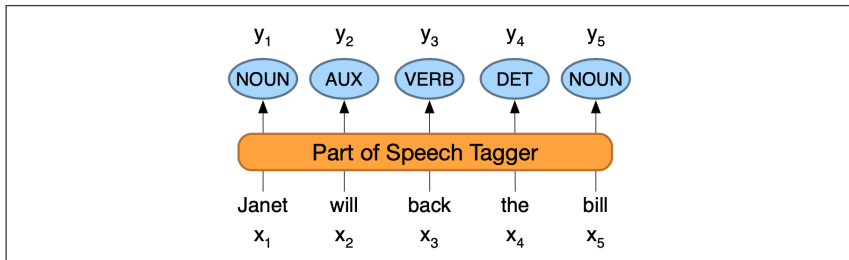 y1 y2 y3 y4 y5
NOUN AUX VERB DET NOUN
Part of Speech Tagger
Janet will back the bill
x1 x2 x3 x4 x5